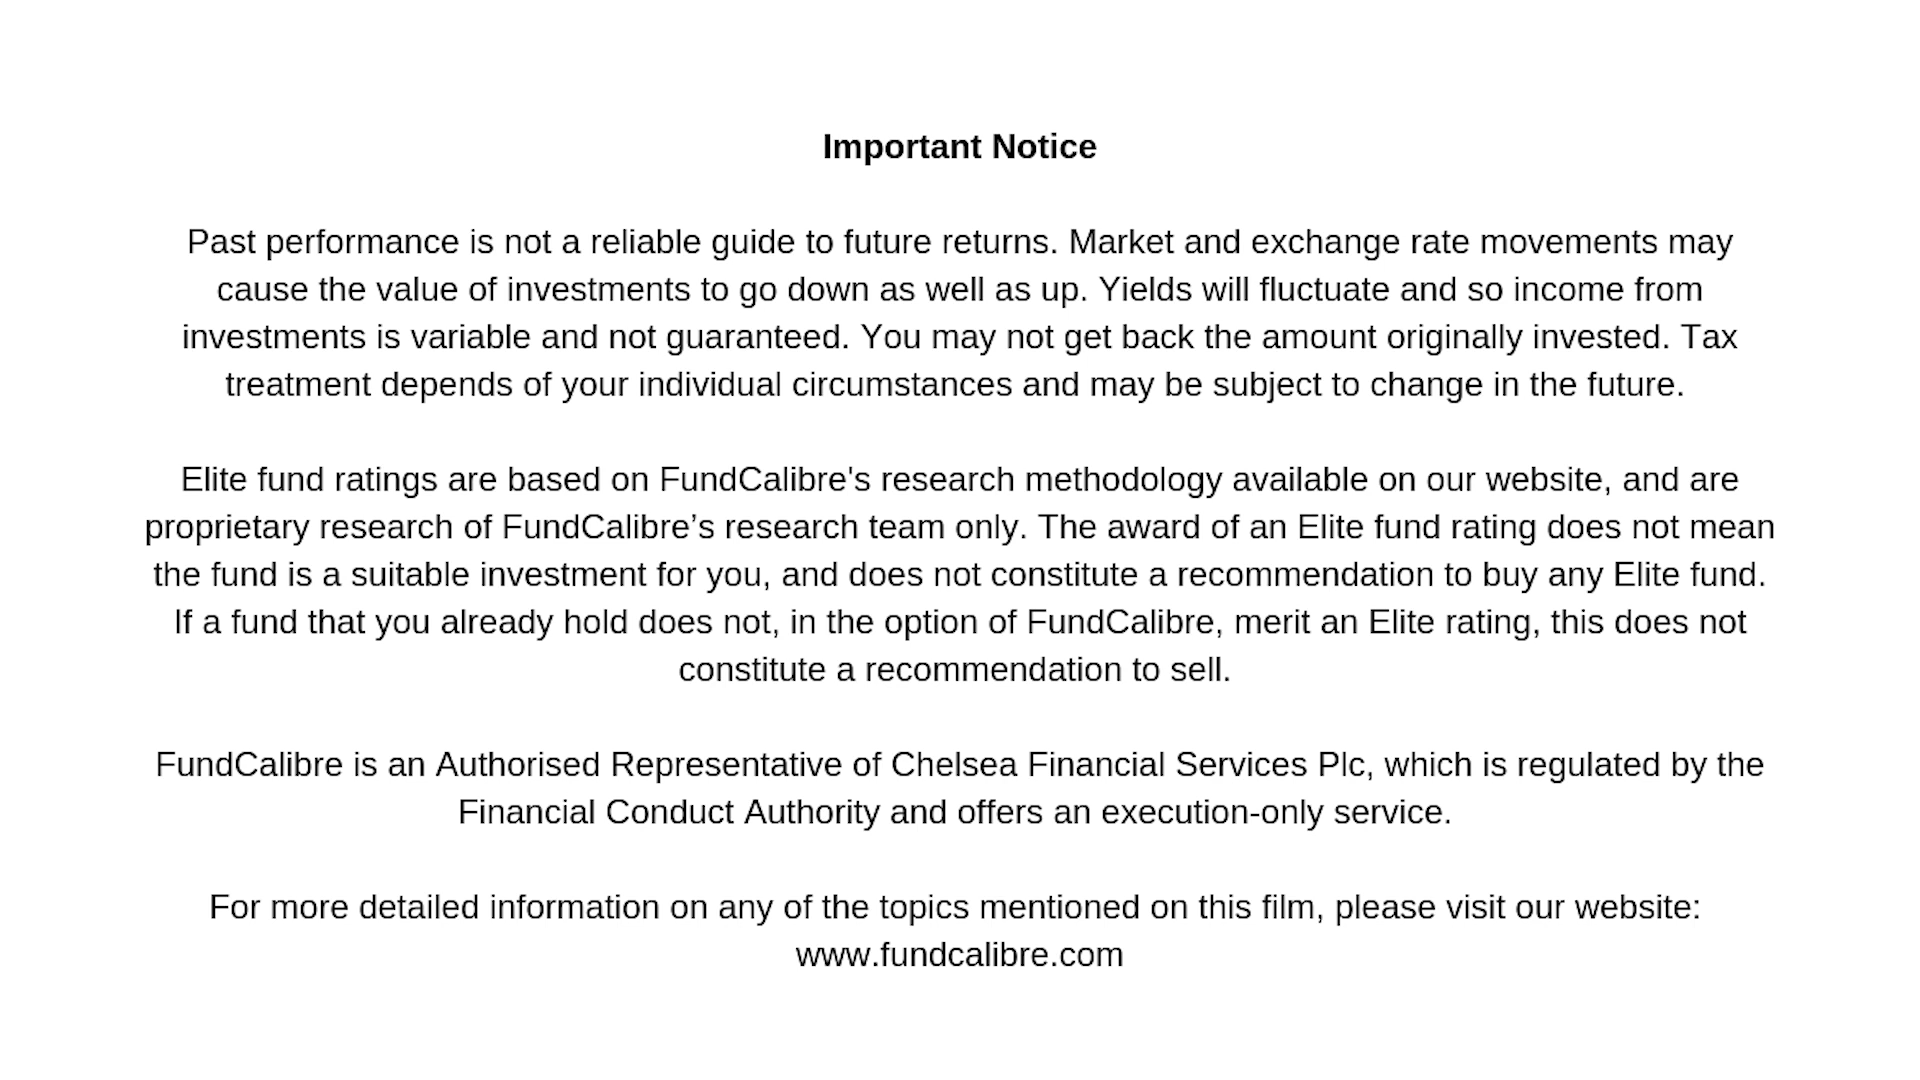 Important Notice
Past performance is not a reliable guide to future returns. Market and exchange rate movements may
cause the value of investments to go down as well as up. Yields will fluctuate and so income from
investments is variable and not guaranteed. You may not get back the amount originally invested. Tax
treatment depends of your individual circumstances and may be subject to change in the future.
Elite fund ratings are based on FundCalibre's research methodology available on our website, and are
proprietary research of FundCalibre’s research team only. The award of an Elite fund rating does not mean
the fund is a suitable investment for you, and does not constitute a recommendation to buy any Elite fund.
If a fund that you already hold does not, in the option of FundCalibre, merit an Elite rating, this does not
constitute a recommendation to sell.
FundCalibre is an Authorised Representative of Chelsea Financial Services Plc, which is regulated by the
Financial Conduct Authority and offers an execution-only service.
For more detailed information on any of the topics mentioned on this film, please visit our website:
www.fundcalibre.com